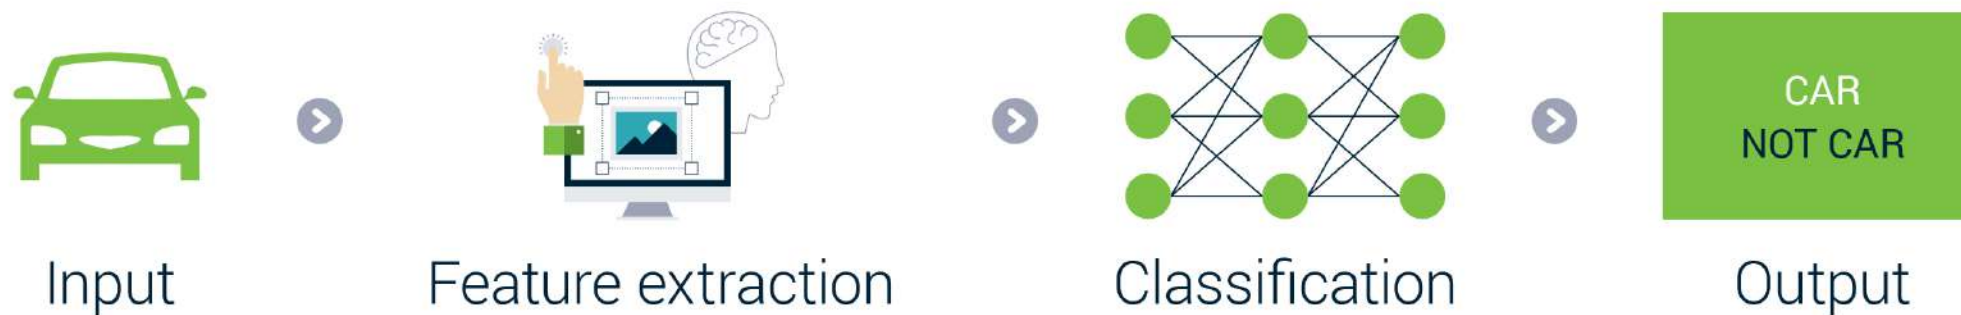 CAR
NOT CAR
Input
Feature extraction
Classification
Output